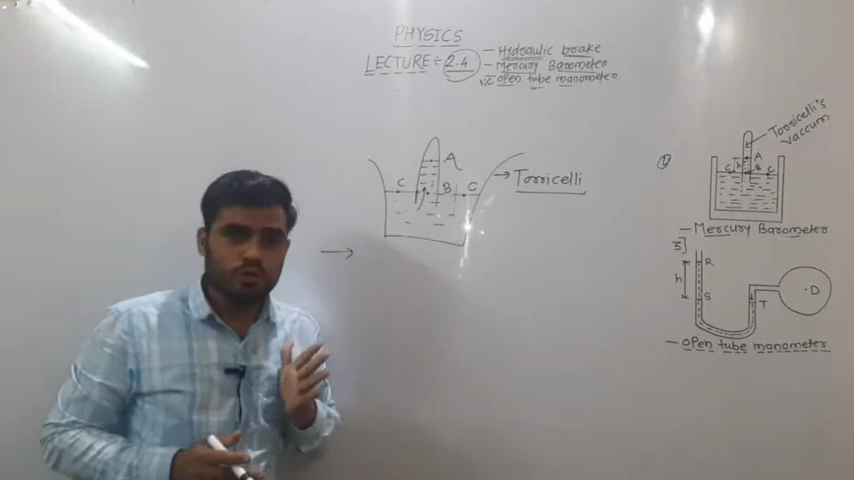 PHYSICS
LECTURE ÷ 2.4
- Hydraulic brake
- Mercury Barometer
open tube manometer
A
C
B
C
Torricelli
Torricelli's
vaccum
A
h
B
C
C
- Mercury Barometer
3]
R
h
S
T
.D
- open tube manometer